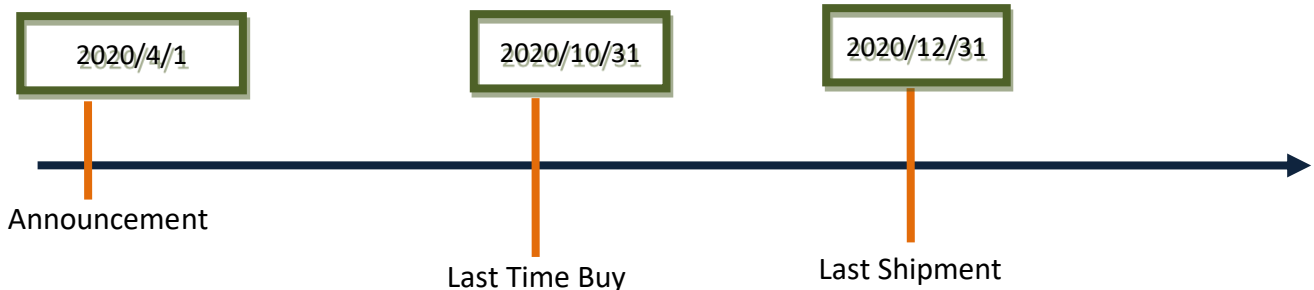 2020/4/1
2020/10/31
2020/12/31
Announcement
Last Time Buy
Last Shipment